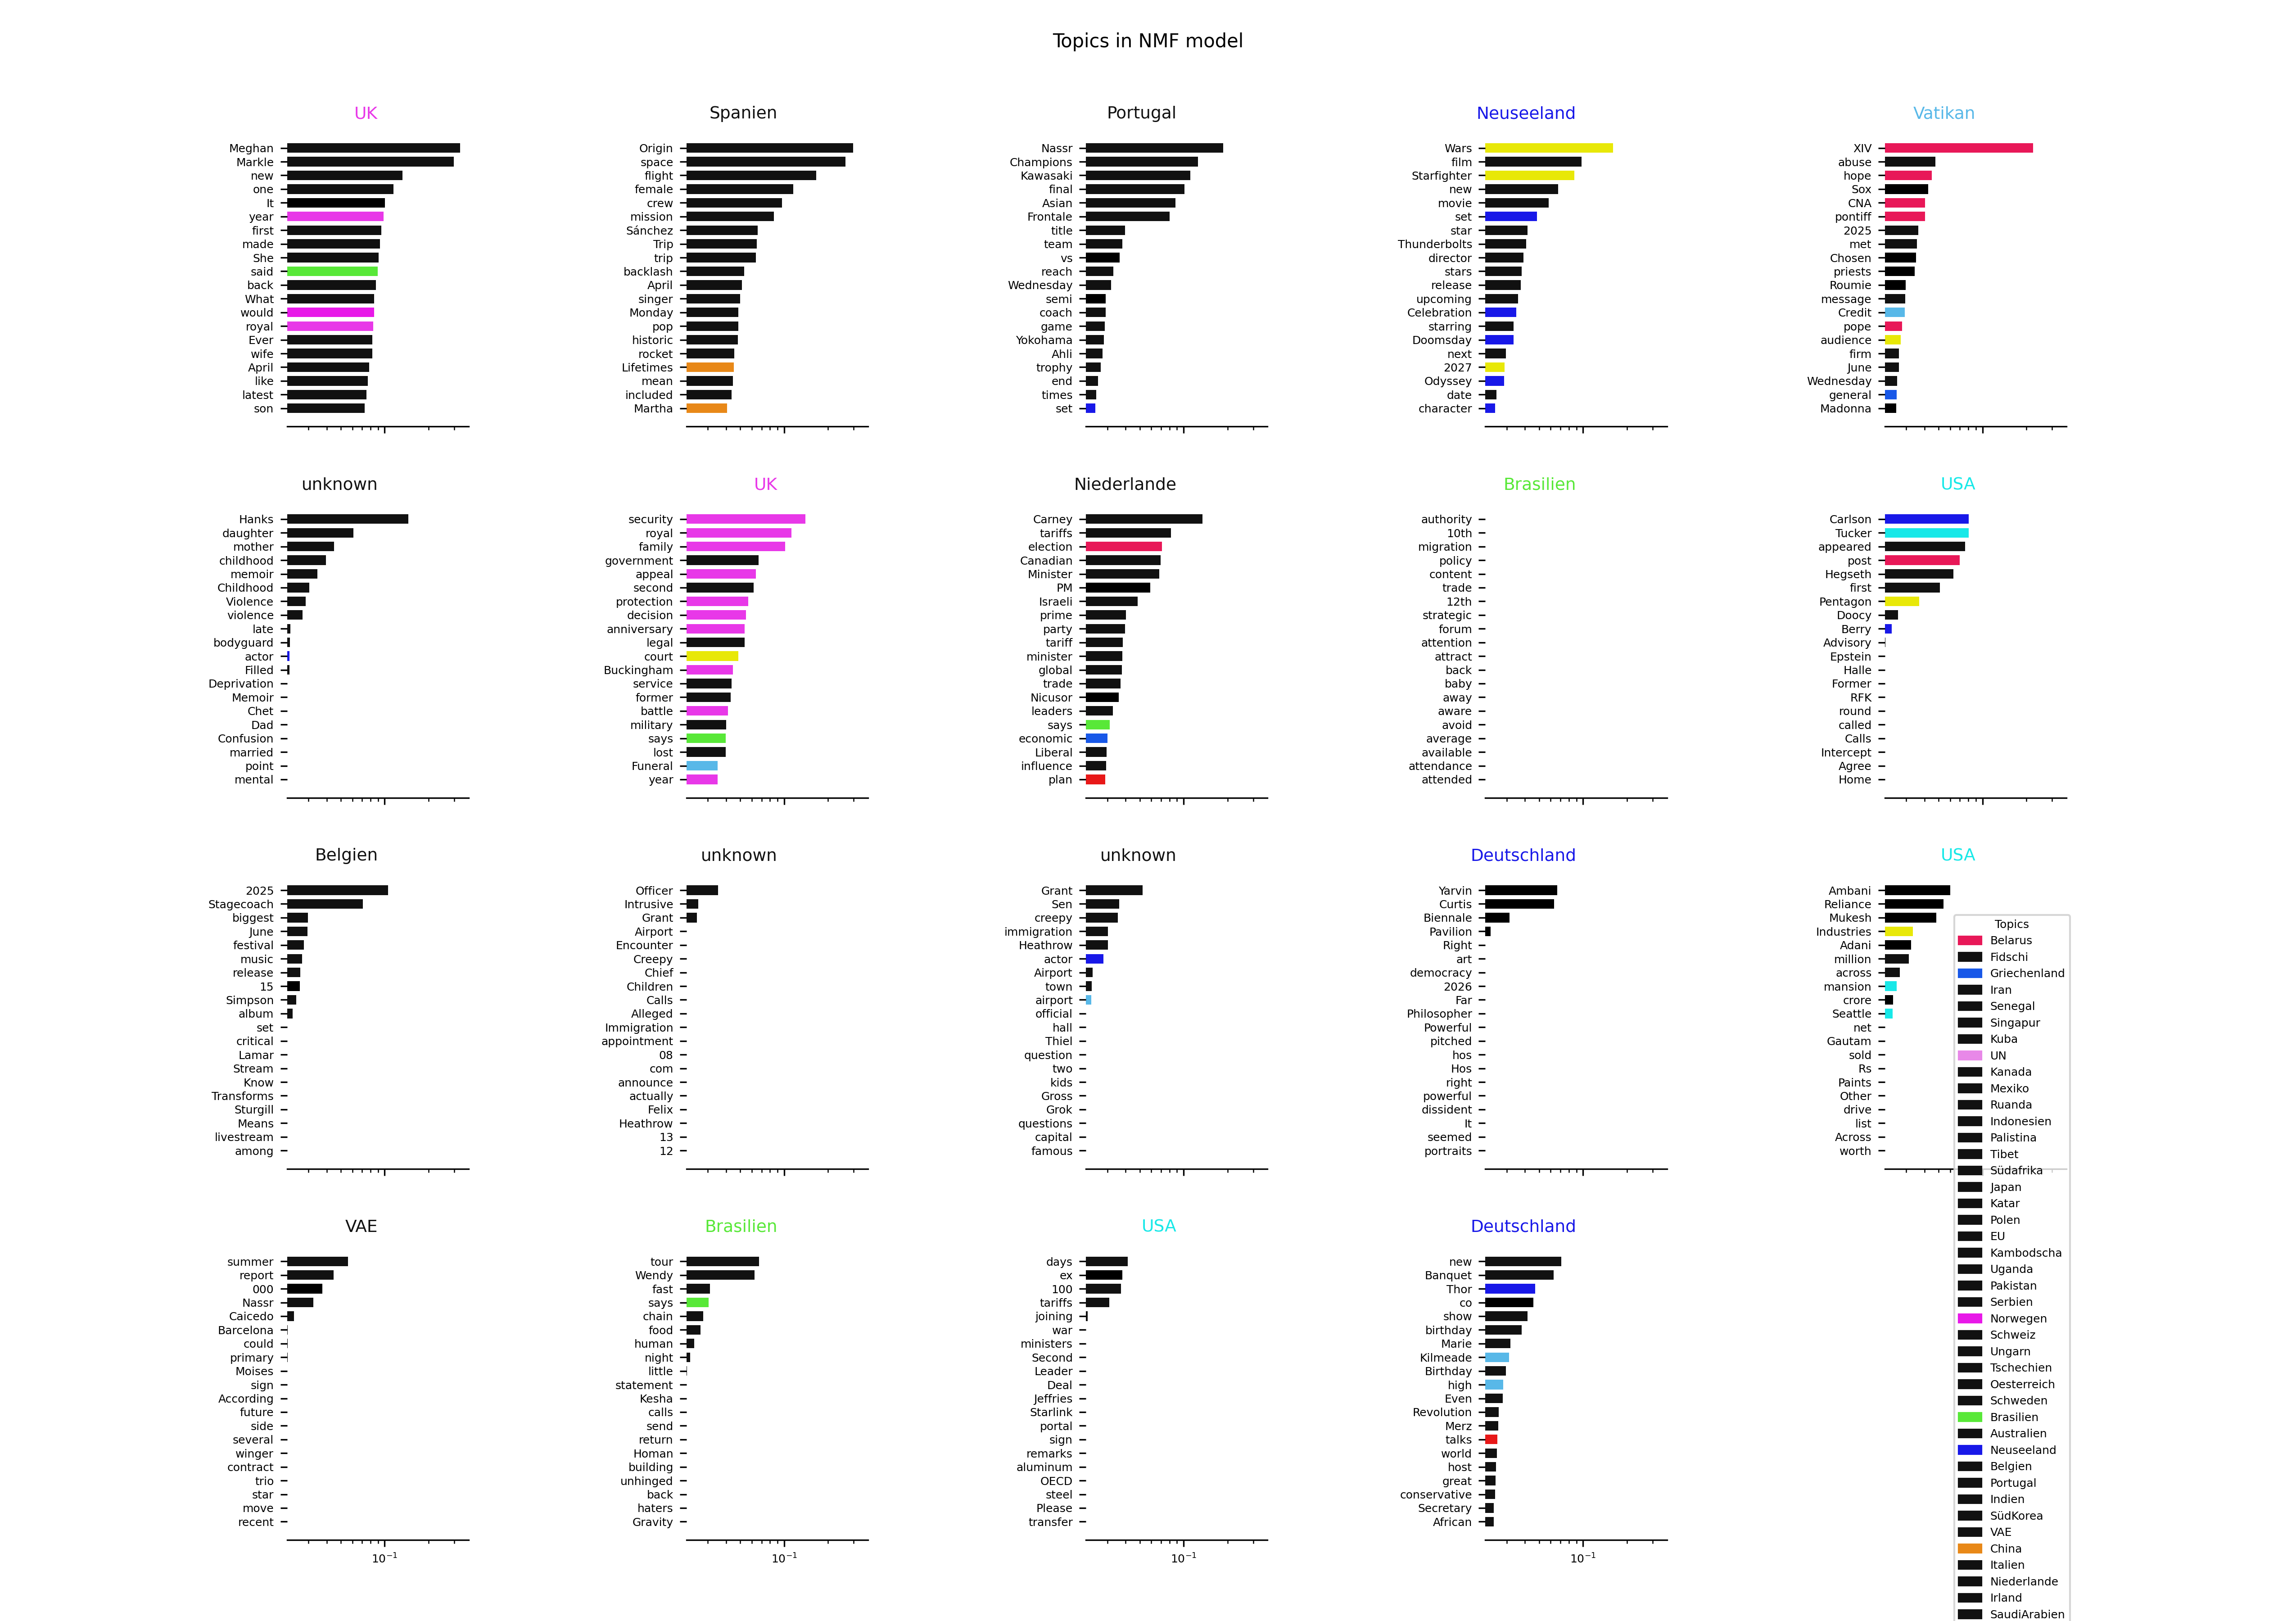 Topics in NMF model
UK
Meghan
Markle
new
one
It
year
first
made
She
said
back
What
would
royal
Ever
wife
April
like
latest
son
Spanien
Origin
space
flight
female
crew
mission
Sánchez
Trip
trip
backlash
April
singer
Monday
pop
historic
rocket
Lifetimes
mean
included
Martha
Portugal
Nassr
Champions
Kawasaki
final
Asian
Frontale
title
team
vs
reach
Wednesday
semi
coach
game
Yokohama
Ahli
trophy
end
times
set
Neuseeland
Wars
film
Starfighter
new
movie
set
star
Thunderbolts
director
stars
release
upcoming
Celebration
starring
Doomsday
next
2027
Odyssey
date
character
Vatikan
XIV
abuse
hope
Sox
CNA
pontiff
2025
met
Chosen
priests
Roumie
message
Credit
pope
audience
firm
June
Wednesday
general
Madonna
unknown
Hanks
daughter
mother
childhood
memoir
Childhood
Violence
violence
late
bodyguard
actor
Filled
Deprivation
Memoir
Chet
Dad
Confusion
married
point
mental
UK
security
royal
family
government
appeal
second
protection
decision
anniversary
legal
court
Buckingham
service
former
battle
military
says
lost
Funeral
year
Niederlande
Carney
tariffs
election
Canadian
Minister
PM
Israeli
prime
party
tariff
minister
global
trade
Nicusor
leaders
says
economic
Liberal
influence
plan
Brasilien
authority
10th
migration
policy
content
trade
12th
strategic
forum
attention
attract
back
baby
away
aware
avoid
average
available
attendance
attended
USA
Carlson
Tucker
appeared
post
Hegseth
first
Pentagon
Doocy
Berry
Advisory
Epstein
Halle
Former
RFK
round
called
Calls
Intercept
Agree
Home
Belgien
2025
Stagecoach
biggest
June
festival
music
release
15
Simpson
album
set
critical
Lamar
Stream
Know
Transforms
Sturgill
Means
livestream
among
unknown
Officer
Intrusive
Grant
Airport
Encounter
Creepy
Chief
Children
Calls
Alleged
Immigration
appointment
08
com
announce
actually
Felix
Heathrow
13
12
unknown
Grant
Sen
creepy
immigration
Heathrow
actor
Airport
town
airport
official
hall
Thiel
question
two
kids
Gross
Grok
questions
capital
famous
Deutschland
Yarvin
Curtis
Biennale
Pavilion
Right
art
democracy
2026
Far
Philosopher
Powerful
pitched
hos
Hos
right
powerful
dissident
It
seemed
portraits
USA
Ambani
Reliance
Mukesh
Industries
Adani
million
across
mansion
crore
Seattle
net
Gautam
sold
Rs
Paints
Other
drive
list
Across
worth
VAE
summer
report
000
Nassr
Caicedo
Barcelona
could
primary
Moises
sign
According
future
side
several
winger
contract
trio
star
move
recent
10⁻¹
Brasilien
tour
Wendy
fast
says
chain
food
human
night
little
statement
Kesha
calls
send
return
Homan
building
unhinged
back
haters
Gravity
10⁻¹
USA
days
ex
100
tariffs
joining
war
ministers
Second
Leader
Deal
Jeffries
Starlink
portal
sign
remarks
aluminum
OECD
steel
Please
transfer
10⁻¹
Deutschland
new
Banquet
Thor
co
show
birthday
Marie
Kilmeade
Birthday
high
Even
Revolution
Merz
talks
world
host
great
conservative
Secretary
African
10⁻¹
Topics
Belarus
Fidschi
Griechenland
Iran
Senegal
Singapur
Kuba
UN
Kanada
Mexiko
Ruanda
Indonesien
Palistina
Tibet
Südafrika
Japan
Katar
Polen
EU
Kambodscha
Uganda
Pakistan
Serbien
Norwegen
Schweiz
Ungarn
Tschechien
Oesterreich
Schweden
Brasilien
Australien
Neuseeland
Belgien
Portugal
Indien
SüdKorea
VAE
China
Italien
Niederlande
Irland
SaudiArabien